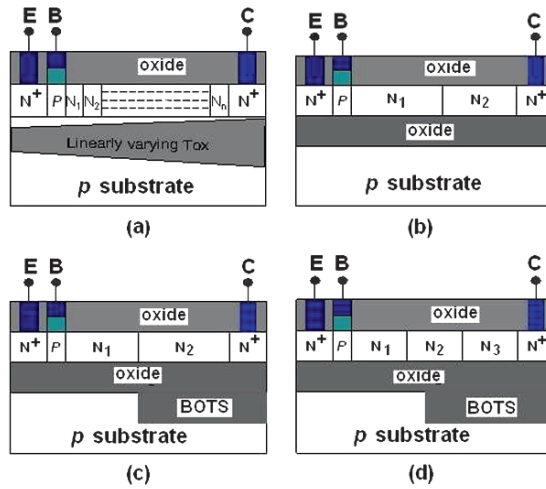 E B C
oxide
N+ P N1 N2 Nn N+
Linearly varying Tox
p substrate
(a)
E B C
oxide
N+ P N1 N2 N+
oxide
p substrate
(b)
E B C
oxide
N+ P N1 N2 N+
oxide
BOTS
p substrate
(c)
E B C
oxide
N+ P N1 N2 N3 N+
oxide
BOTS
p substrate
(d)